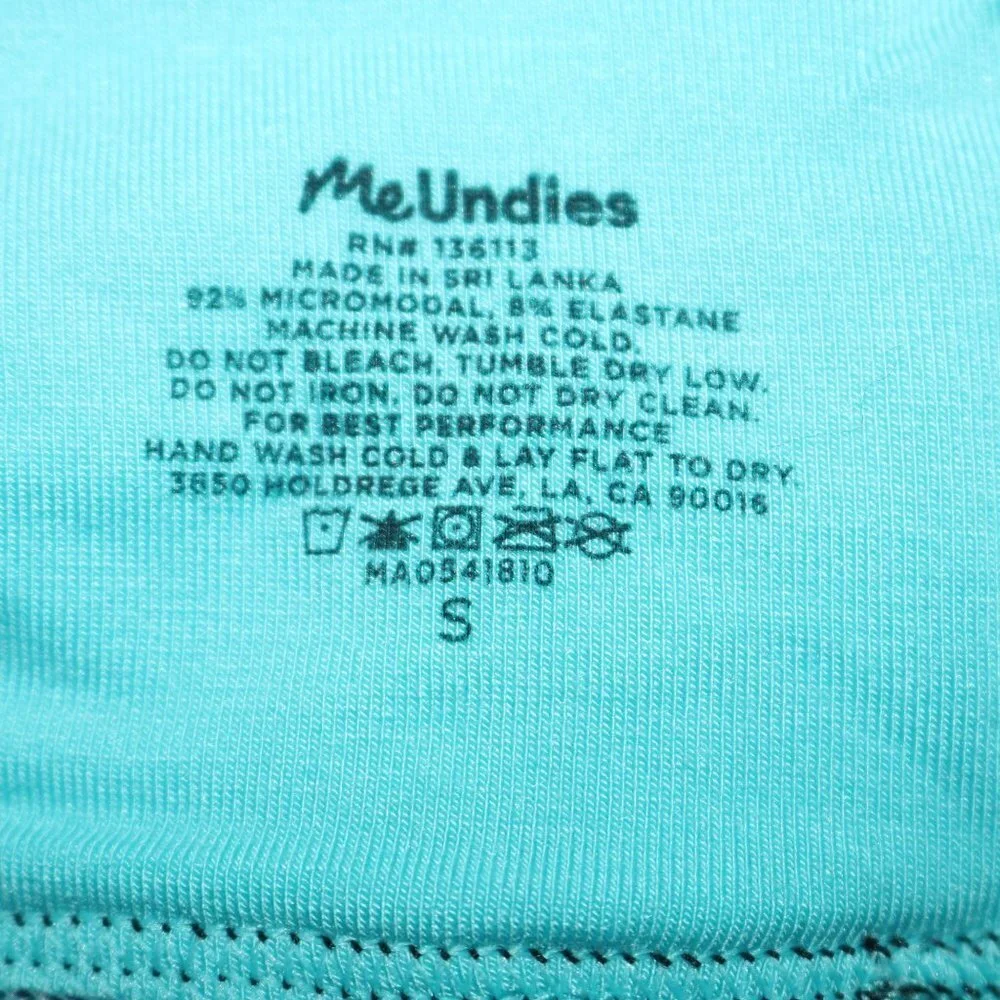 MeUndies
RN# 136113
MADE IN SRI LANKA
92% MICROMODAL, 8% ELASTANE
MACHINE WASH COLD.
DO NOT BLEACH. TUMBLE DRY LOW.
DO NOT IRON. DO NOT DRY CLEAN.
FOR BEST PERFORMANCE
HAND WASH COLD & LAY FLAT TO DRY.
3650 HOLDREGE AVE, LA, CA 90016
MA0541810
S